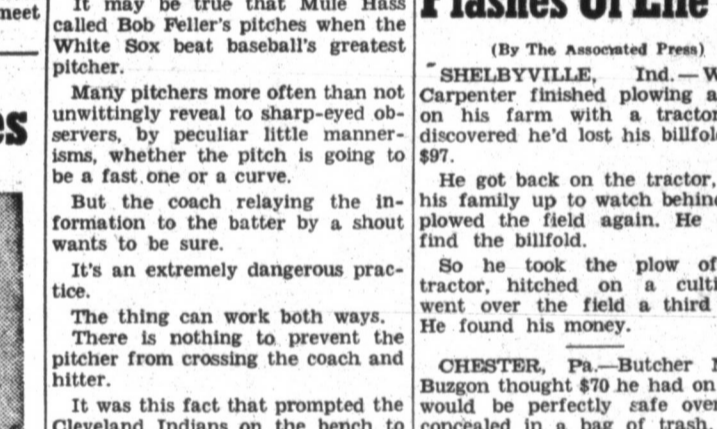 meet
es
It may be true that Mule Hass
called Bob Feller's pitches when the
White Sox beat baseball's greatest
pitcher.
Many pitchers more often than not
unwittingly reveal to sharp-eyed ob-
servers, by peculiar little manner-
isms, whether the pitch is going to
be a fast one or a curve.
But the coach relaying the in-
formation to the batter by a shout
wants to be sure.
It's an extremely dangerous prac-
tice.
The thing can work both ways.
There is nothing to prevent the
pitcher from crossing the coach and
hitter.
It was this fact that prompted the
Cleveland Indians on the bench to
Flashes Of Life
(By The Associated Press)
SHELBYVILLE, Ind.—W
Carpenter finished plowing a
on his farm with a tractor
discovered he'd lost his billfol
$97.
He got back on the tractor,
his family up to watch behin
plowed the field again. He
find the billfold.
So he took the plow of
tractor, hitched on a culti
went over the field a third
He found his money.
CHESTER, Pa.—Butcher
Buzgon thought $70 he had on
would be perfectly safe over
concealed in a bag of trash.